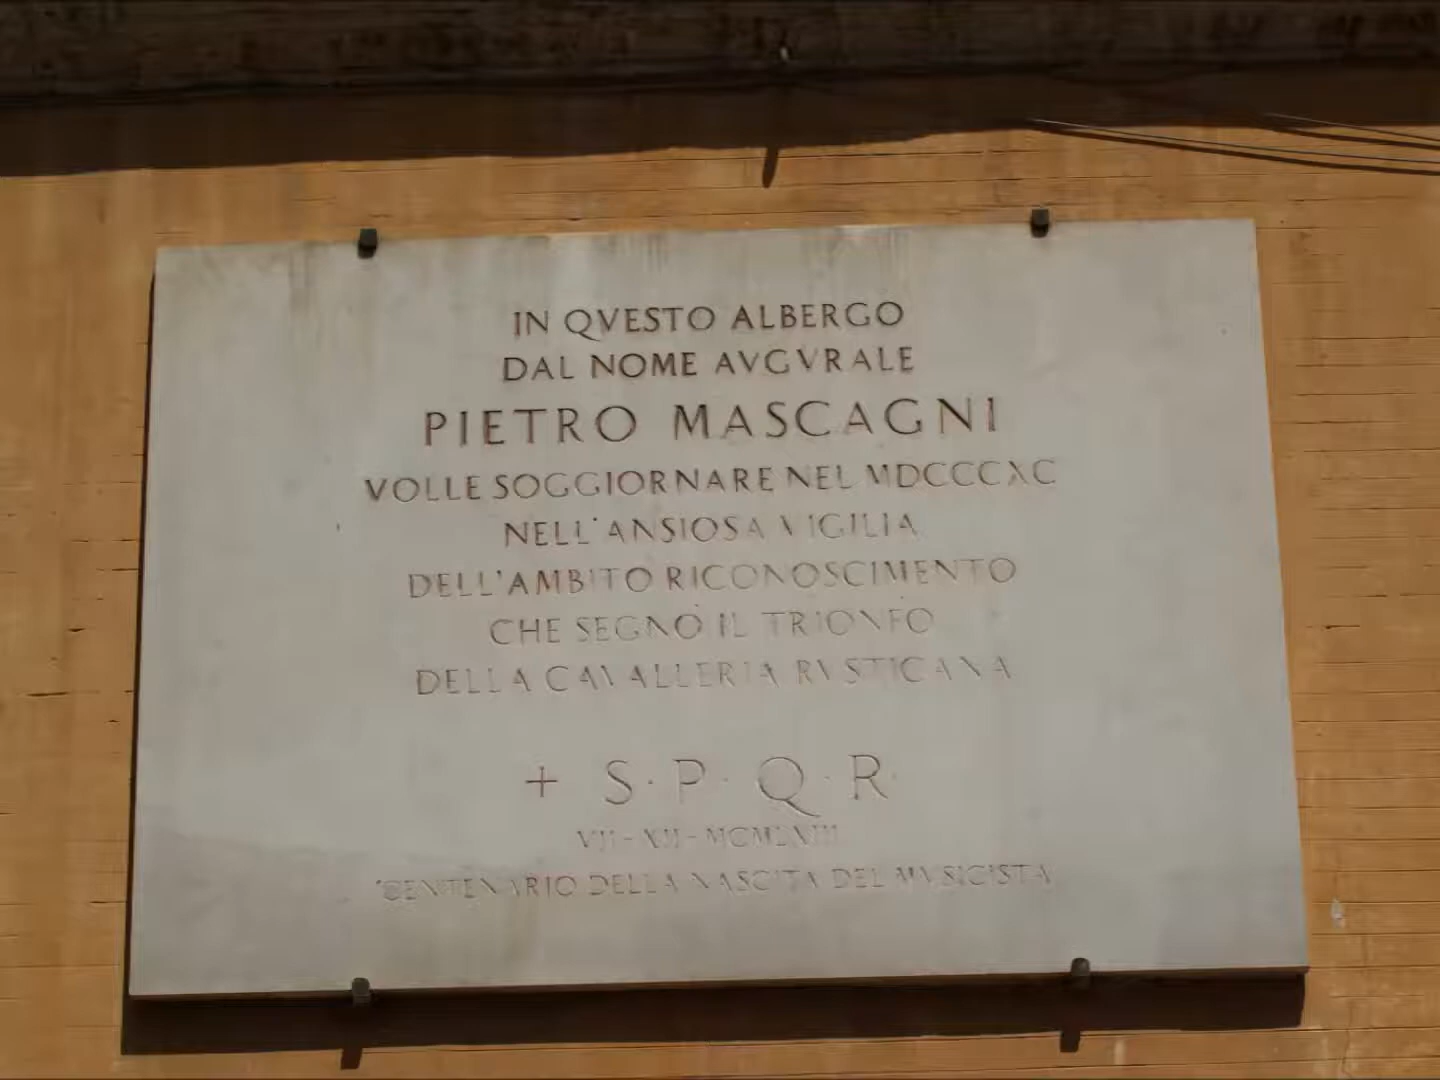 IN QVESTO ALBERGO
DAL NOME AVGVRALE
PIETRO MASCAGNI
VOLLE SOGGIORNARE NEL MDCCCXC
NELL'ANSIOSA VIGILIA
DELL'AMBITO RICONOSCIMENTO
CHE SEGNÒ IL TRIONFO
DELLA CAVALLERIA RVSTICANA
+ S·P·Q·R·
VII-XII-MCMLXIII
CENTENARIO DELLA NASCITA DEL MVSICISTA